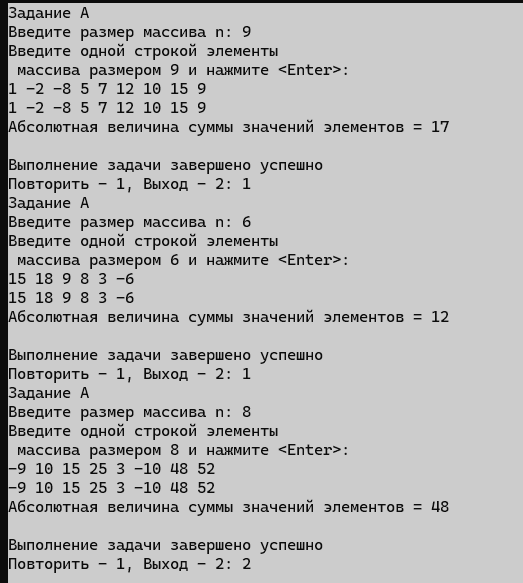 Задание А
Введите размер массива n: 9
Введите одной строкой элементы
 массива размером 9 и нажмите <Enter>:
1 -2 -8 5 7 12 10 15 9
1 -2 -8 5 7 12 10 15 9
Абсолютная величина суммы значений элементов = 17

Выполнение задачи завершено успешно
Повторить - 1, Выход - 2: 1
Задание А
Введите размер массива n: 6
Введите одной строкой элементы
 массива размером 6 и нажмите <Enter>:
15 18 9 8 3 -6
15 18 9 8 3 -6
Абсолютная величина суммы значений элементов = 12

Выполнение задачи завершено успешно
Повторить - 1, Выход - 2: 1
Задание А
Введите размер массива n: 8
Введите одной строкой элементы
 массива размером 8 и нажмите <Enter>:
-9 10 15 25 3 -10 48 52
-9 10 15 25 3 -10 48 52
Абсолютная величина суммы значений элементов = 48

Выполнение задачи завершено успешно
Повторить - 1, Выход - 2: 2